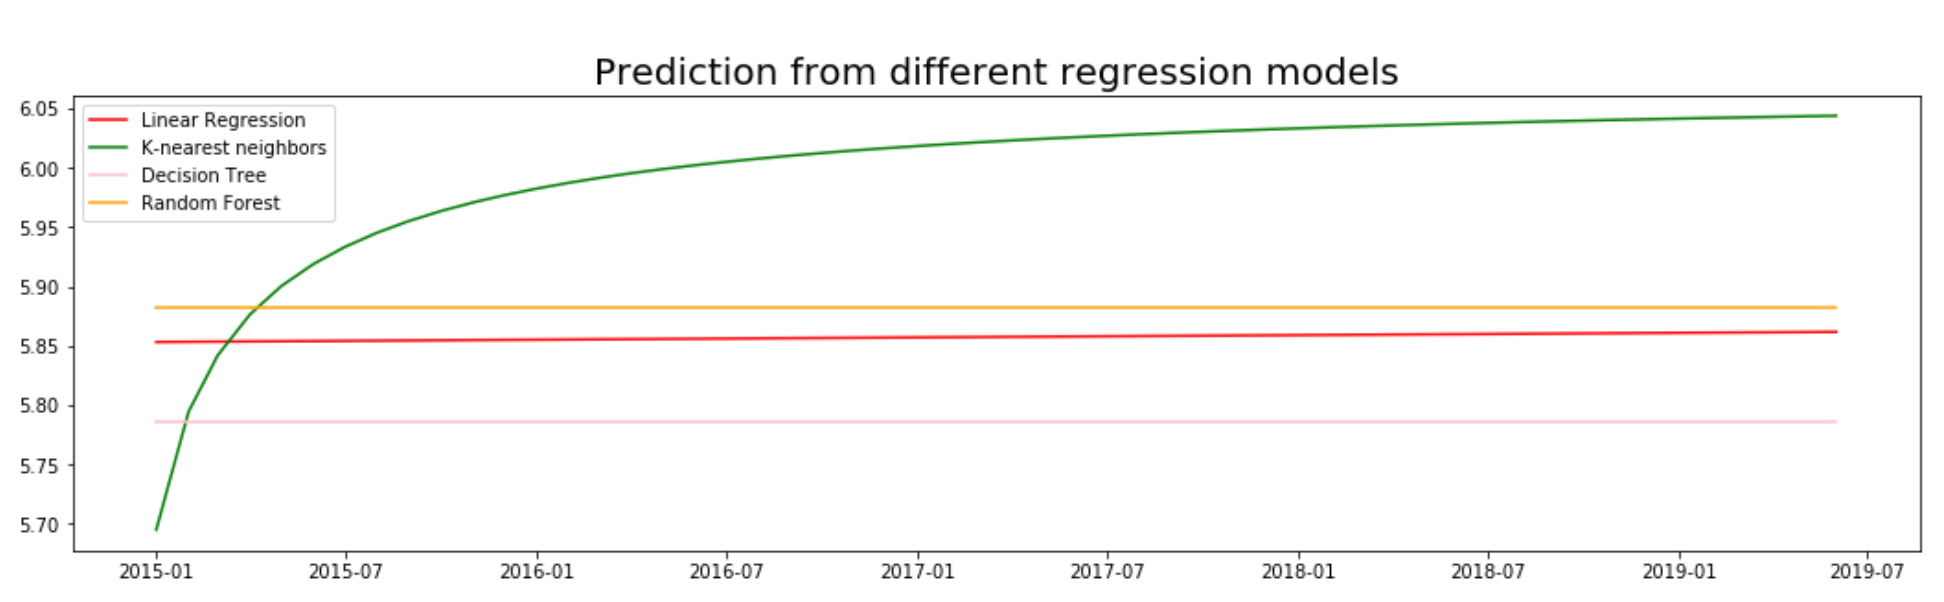 Prediction from different regression models
6.05
6.00
5.95
5.90
5.85
5.80
5.75
5.70
Linear Regression
K-nearest neighbors
Decision Tree
Random Forest
2015-01 2015-07 2016-01 2016-07 2017-01 2017-07 2018-01 2018-07 2019-01 2019-07